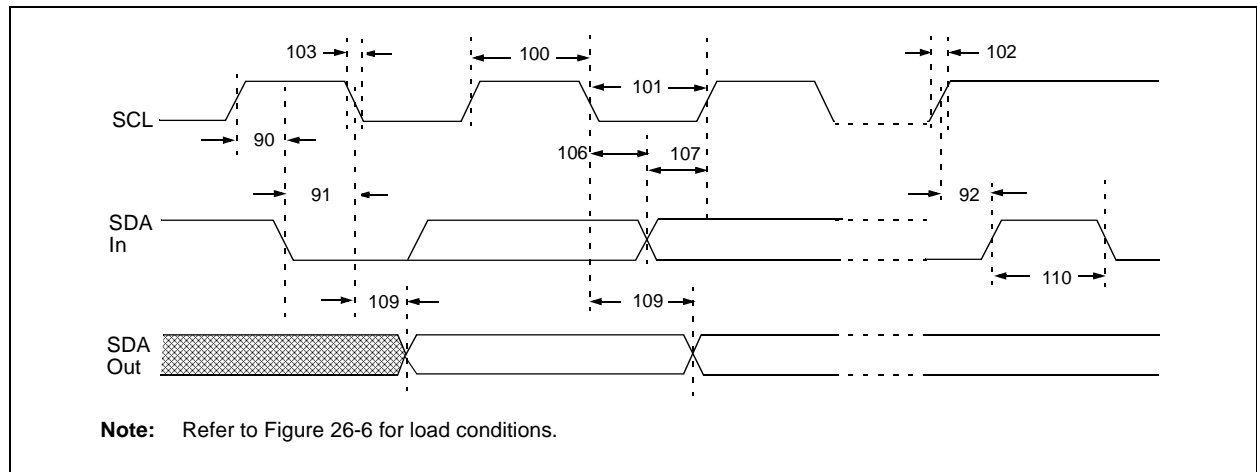 103
100
102
101
SCL
90
106
107
91
92
SDA
In
110
109
109
SDA
Out
Note: Refer to Figure 26-6 for load conditions.